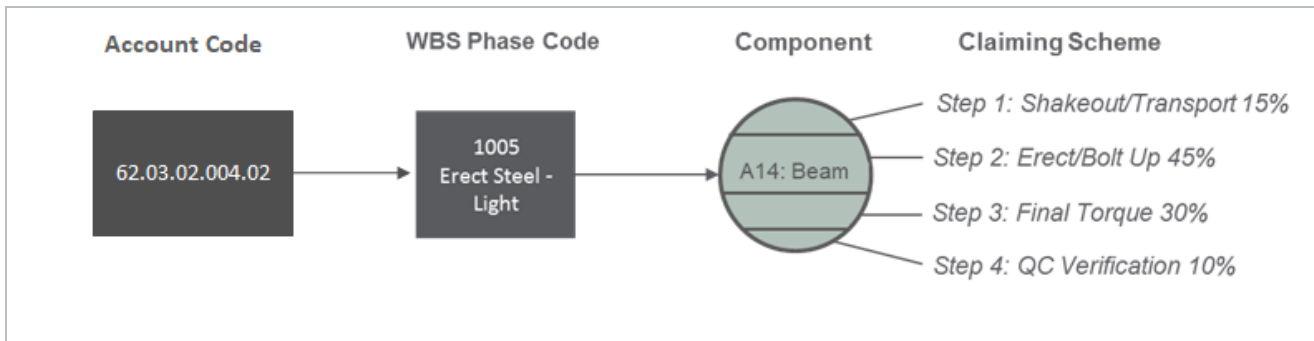 Account Code
WBS Phase Code
Component
Claiming Scheme
62.03.02.004.02
1005
Erect Steel -
Light
A14: Beam
Step 1: Shakeout/Transport 15%
Step 2: Erect/Bolt Up 45%
Step 3: Final Torque 30%
Step 4: QC Verification 10%